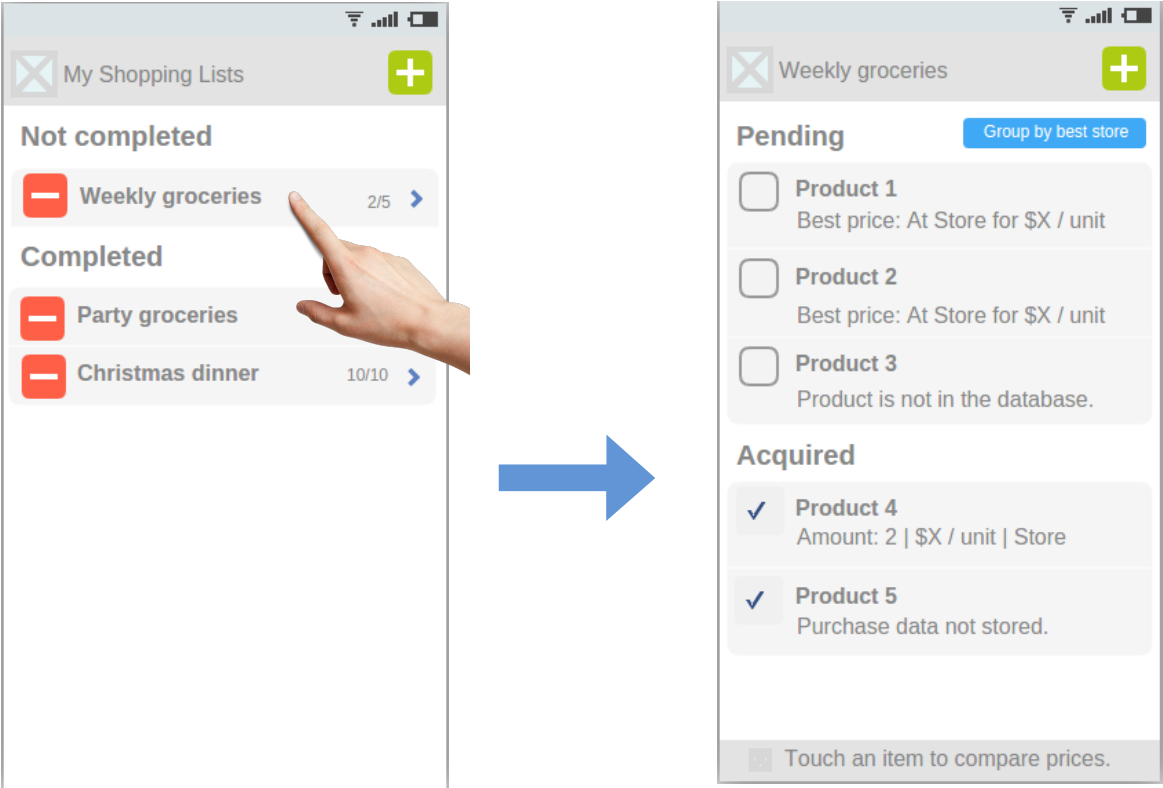 My Shopping Lists
Not completed
Weekly groceries 2/5
Completed
Party groceries
Christmas dinner 10/10
Weekly groceries
Pending Group by best store
Product 1
Best price: At Store for $X / unit
Product 2
Best price: At Store for $X / unit
Product 3
Product is not in the database.
Acquired
Product 4
Amount: 2 | $X / unit | Store
Product 5
Purchase data not stored.
Touch an item to compare prices.